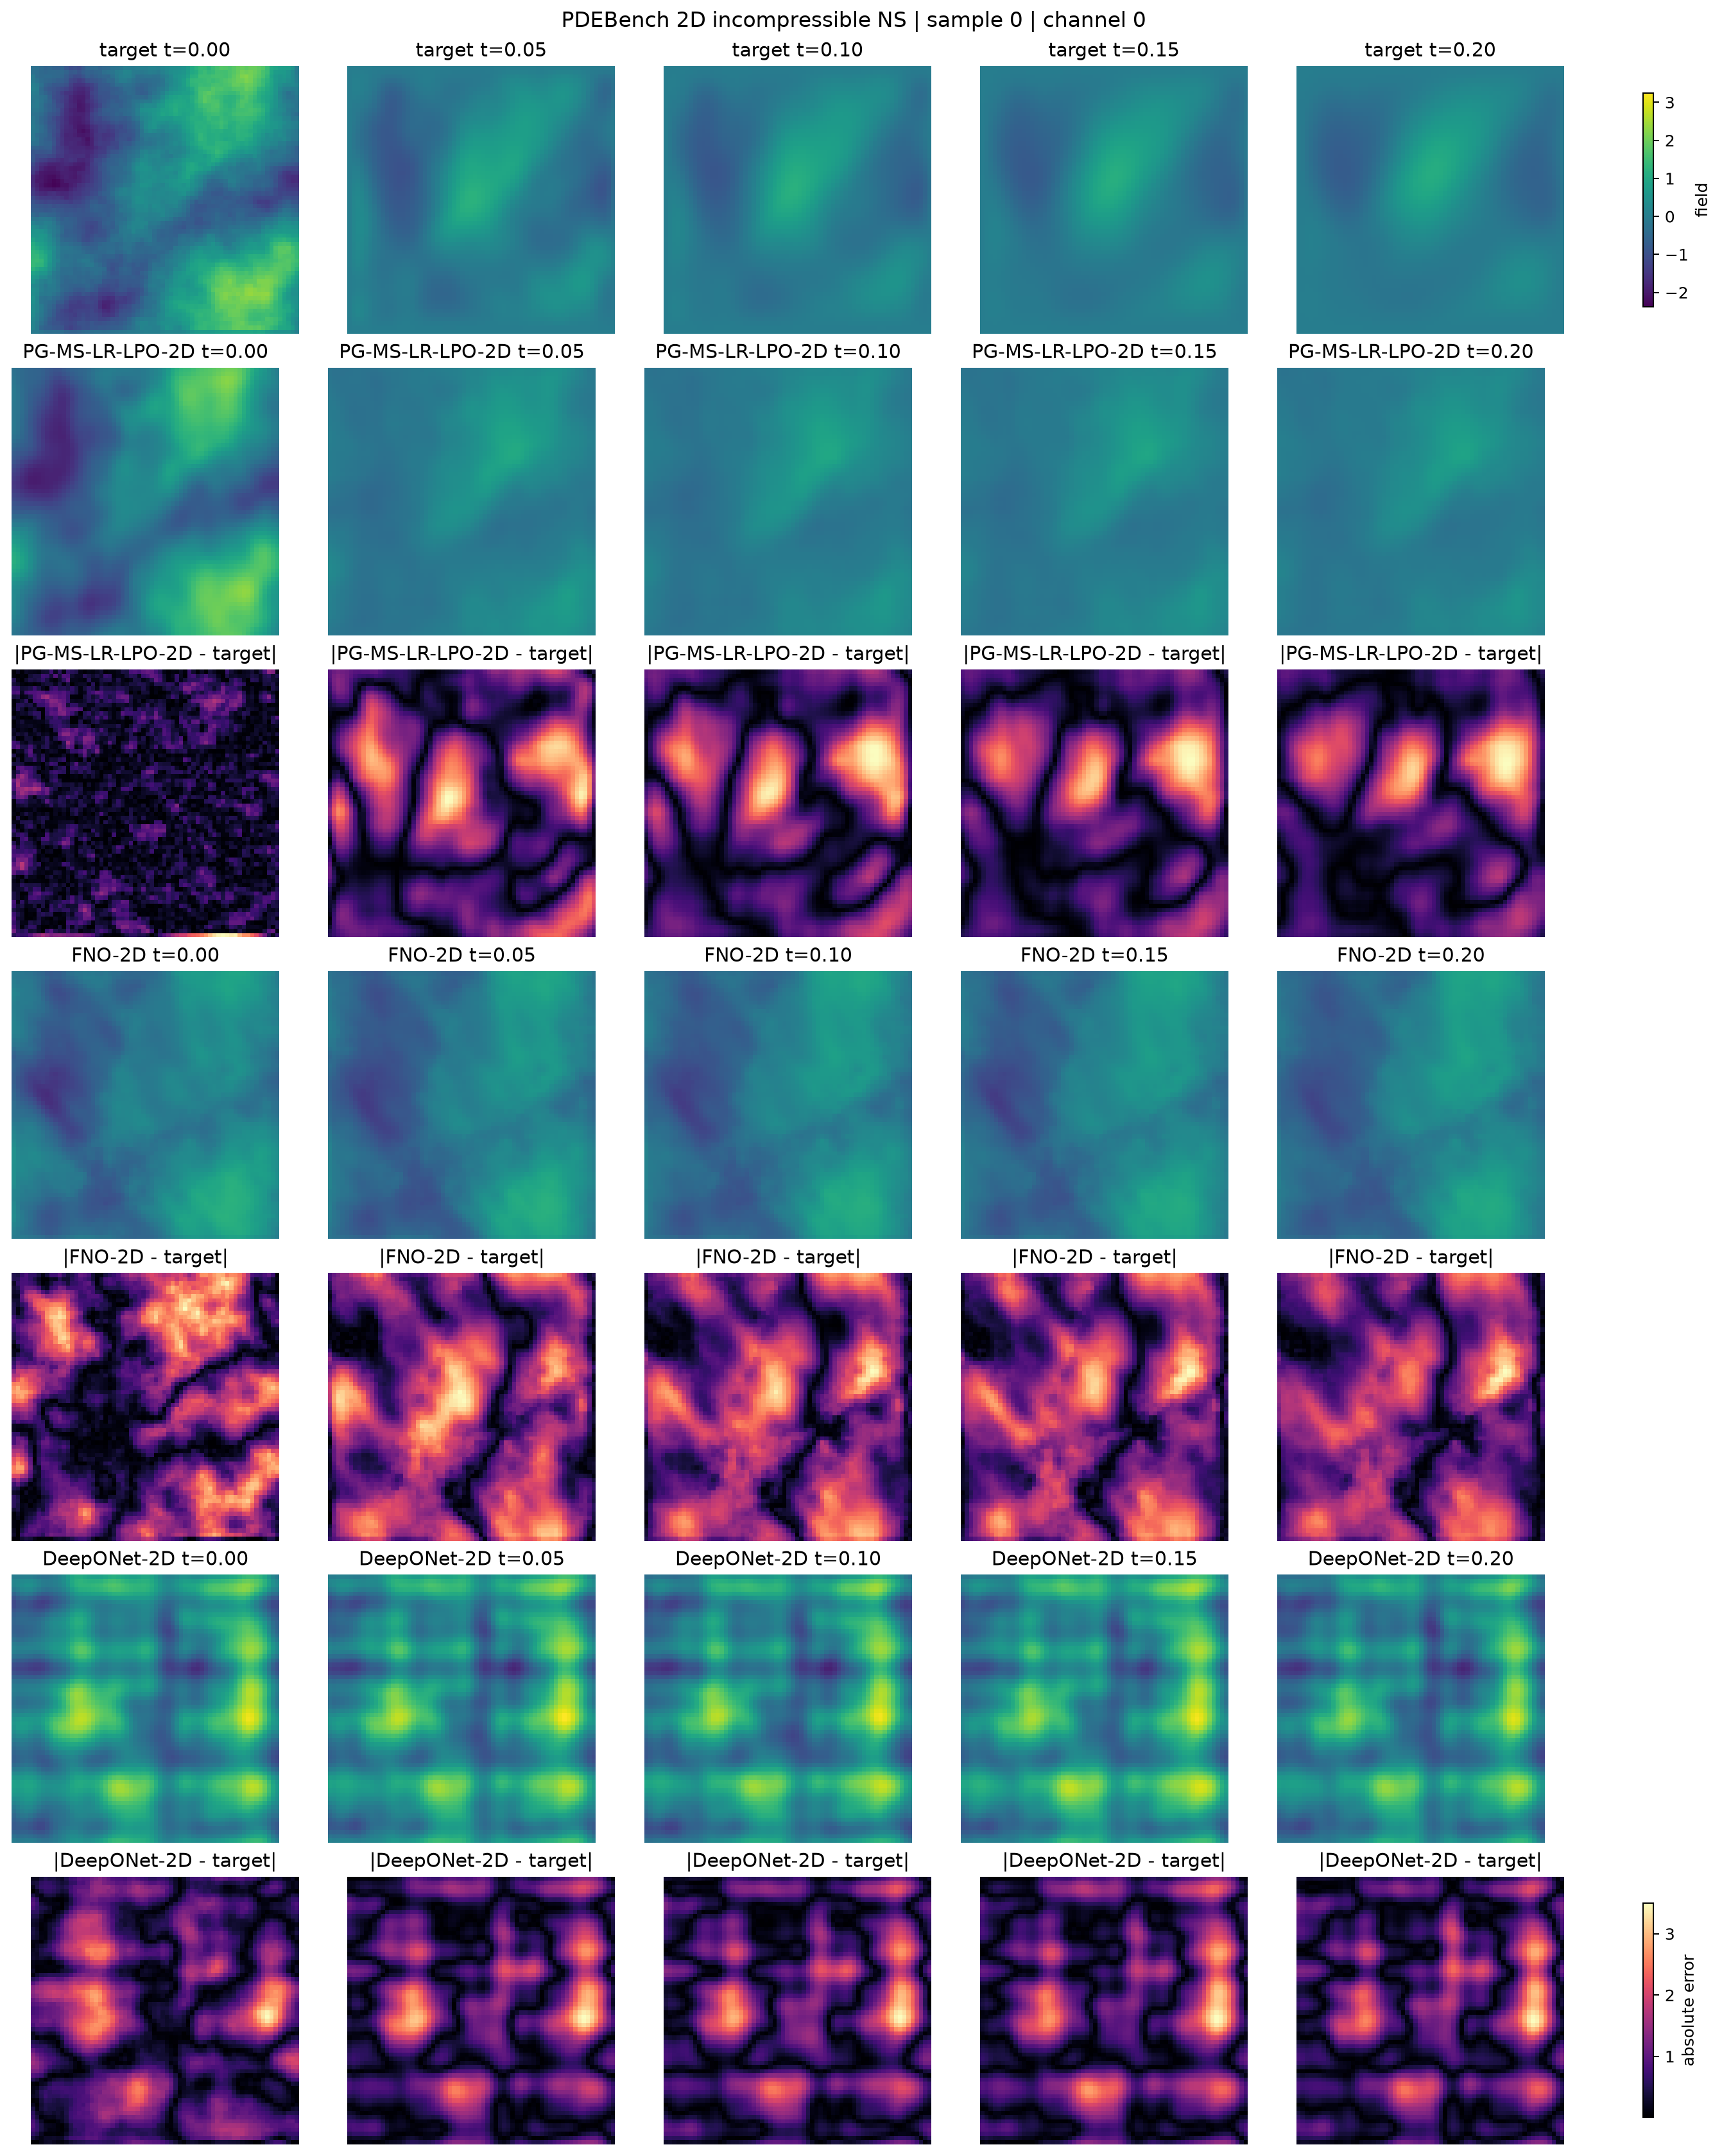 PDEBench 2D incompressible NS | sample 0 | channel 0
target t=0.00 target t=0.05 target t=0.10 target t=0.15 target t=0.20
3
2
1
0
−1
−2
field
PG-MS-LR-LPO-2D t=0.00 PG-MS-LR-LPO-2D t=0.05 PG-MS-LR-LPO-2D t=0.10 PG-MS-LR-LPO-2D t=0.15 PG-MS-LR-LPO-2D t=0.20
|PG-MS-LR-LPO-2D - target| |PG-MS-LR-LPO-2D - target| |PG-MS-LR-LPO-2D - target| |PG-MS-LR-LPO-2D - target| |PG-MS-LR-LPO-2D - target|
FNO-2D t=0.00 FNO-2D t=0.05 FNO-2D t=0.10 FNO-2D t=0.15 FNO-2D t=0.20
|FNO-2D - target| |FNO-2D - target| |FNO-2D - target| |FNO-2D - target| |FNO-2D - target|
DeepONet-2D t=0.00 DeepONet-2D t=0.05 DeepONet-2D t=0.10 DeepONet-2D t=0.15 DeepONet-2D t=0.20
|DeepONet-2D - target| |DeepONet-2D - target| |DeepONet-2D - target| |DeepONet-2D - target| |DeepONet-2D - target|
3
2
1
absolute error